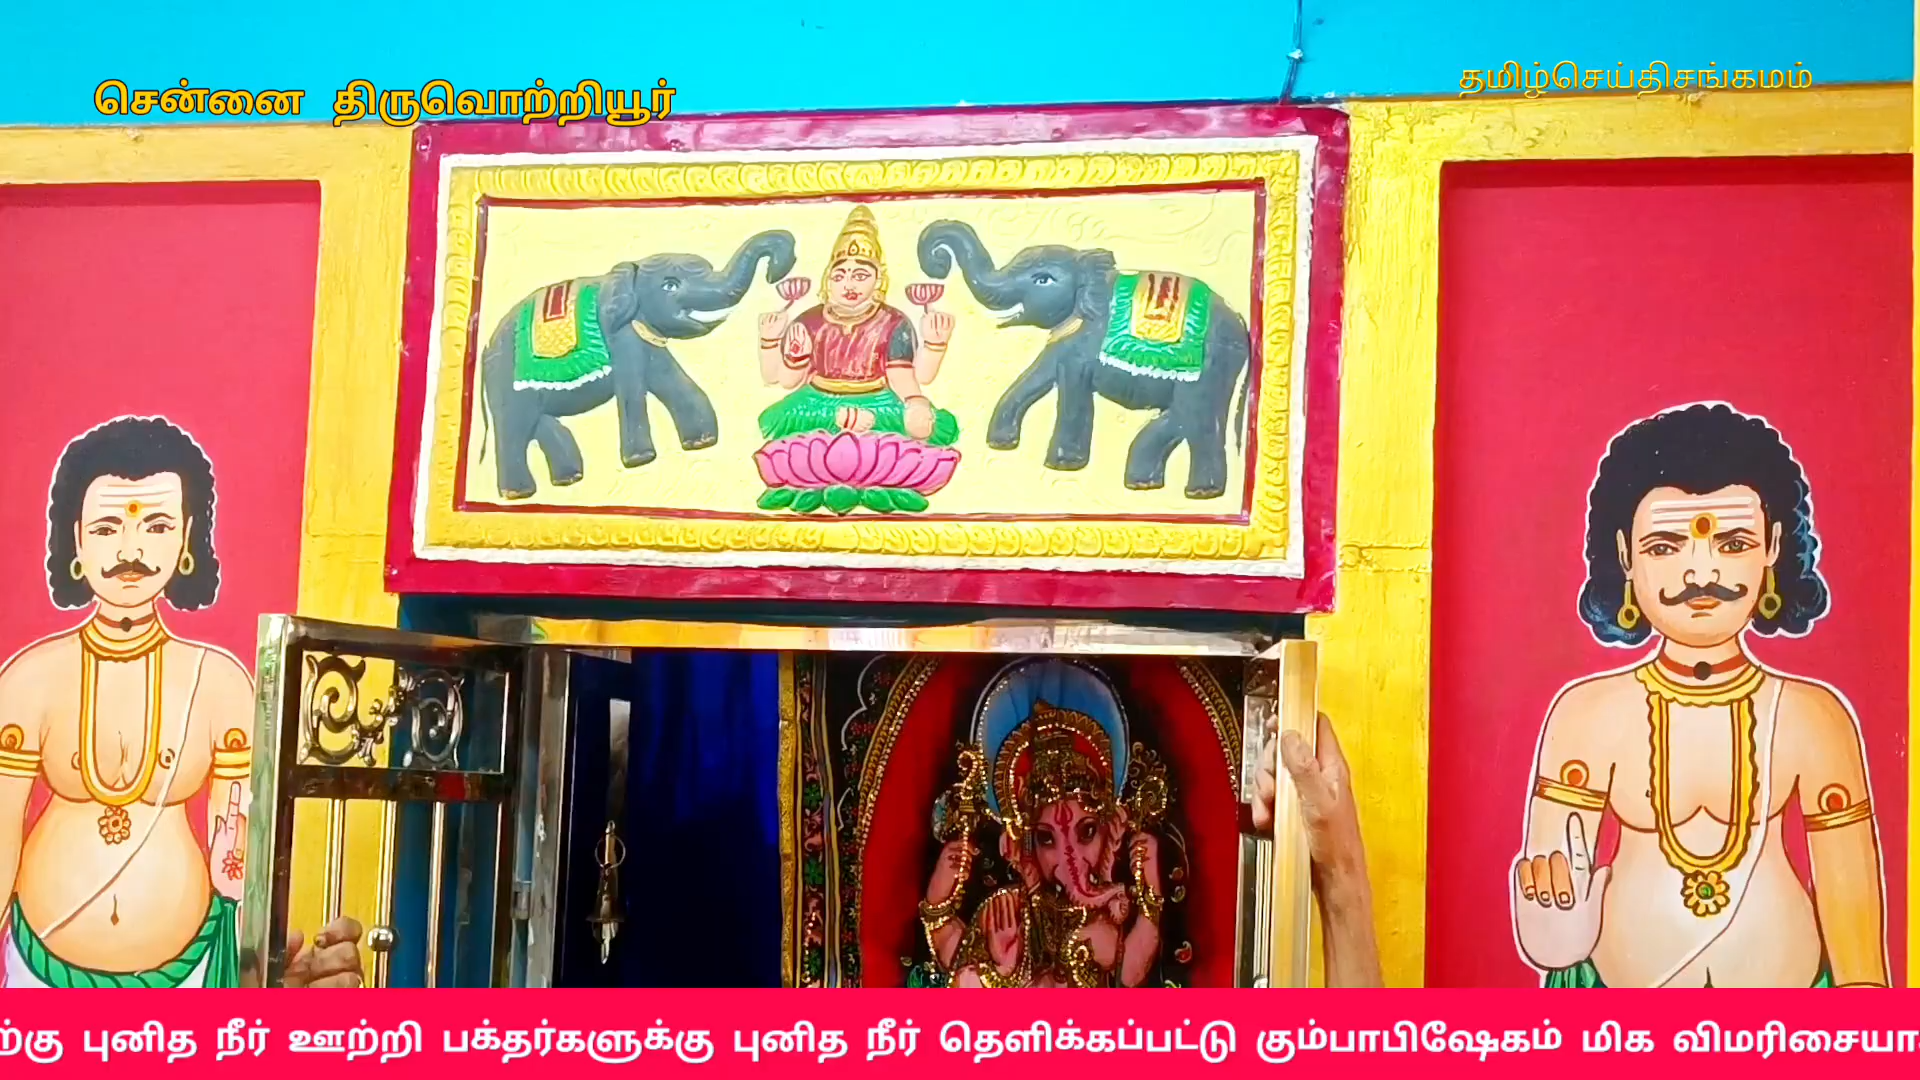 சென்னை திருவொற்றியூர்
தமிழ்செய்திசங்கமம்
புனித நீர் ஊற்றி பக்தர்களுக்கு புனித நீர் தெளிக்கப்பட்டு கும்பாபிஷேகம் மிக